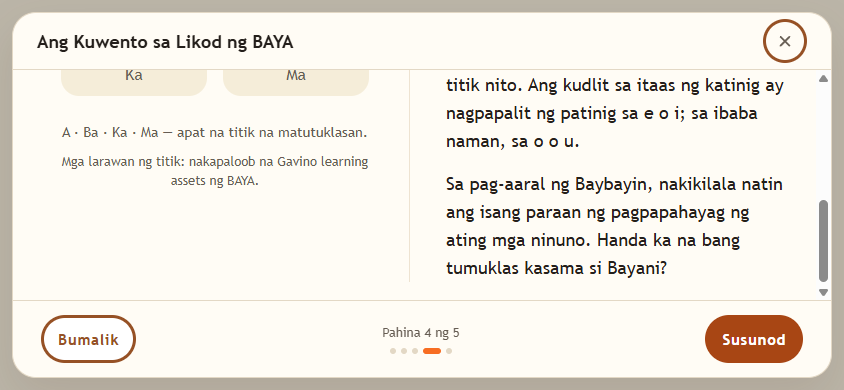 Ang Kuwento sa Likod ng BAYA
Ka
Ma
A · Ba · Ka · Ma — apat na titik na matutuklasan.
Mga larawan ng titik: nakapaloob na Gavino learning
assets ng BAYA.
titik nito. Ang kudlit sa itaas ng katinig ay
nagpapalit ng patinig sa e o i; sa ibaba
naman, sa o o u.
Sa pag-aaral ng Baybayin, nakikilala natin
ang isang paraan ng pagpapahayag ng
ating mga ninuno. Handa ka na bang
tumuklas kasama si Bayani?
Bumalik
Pahina 4 ng 5
Susunod